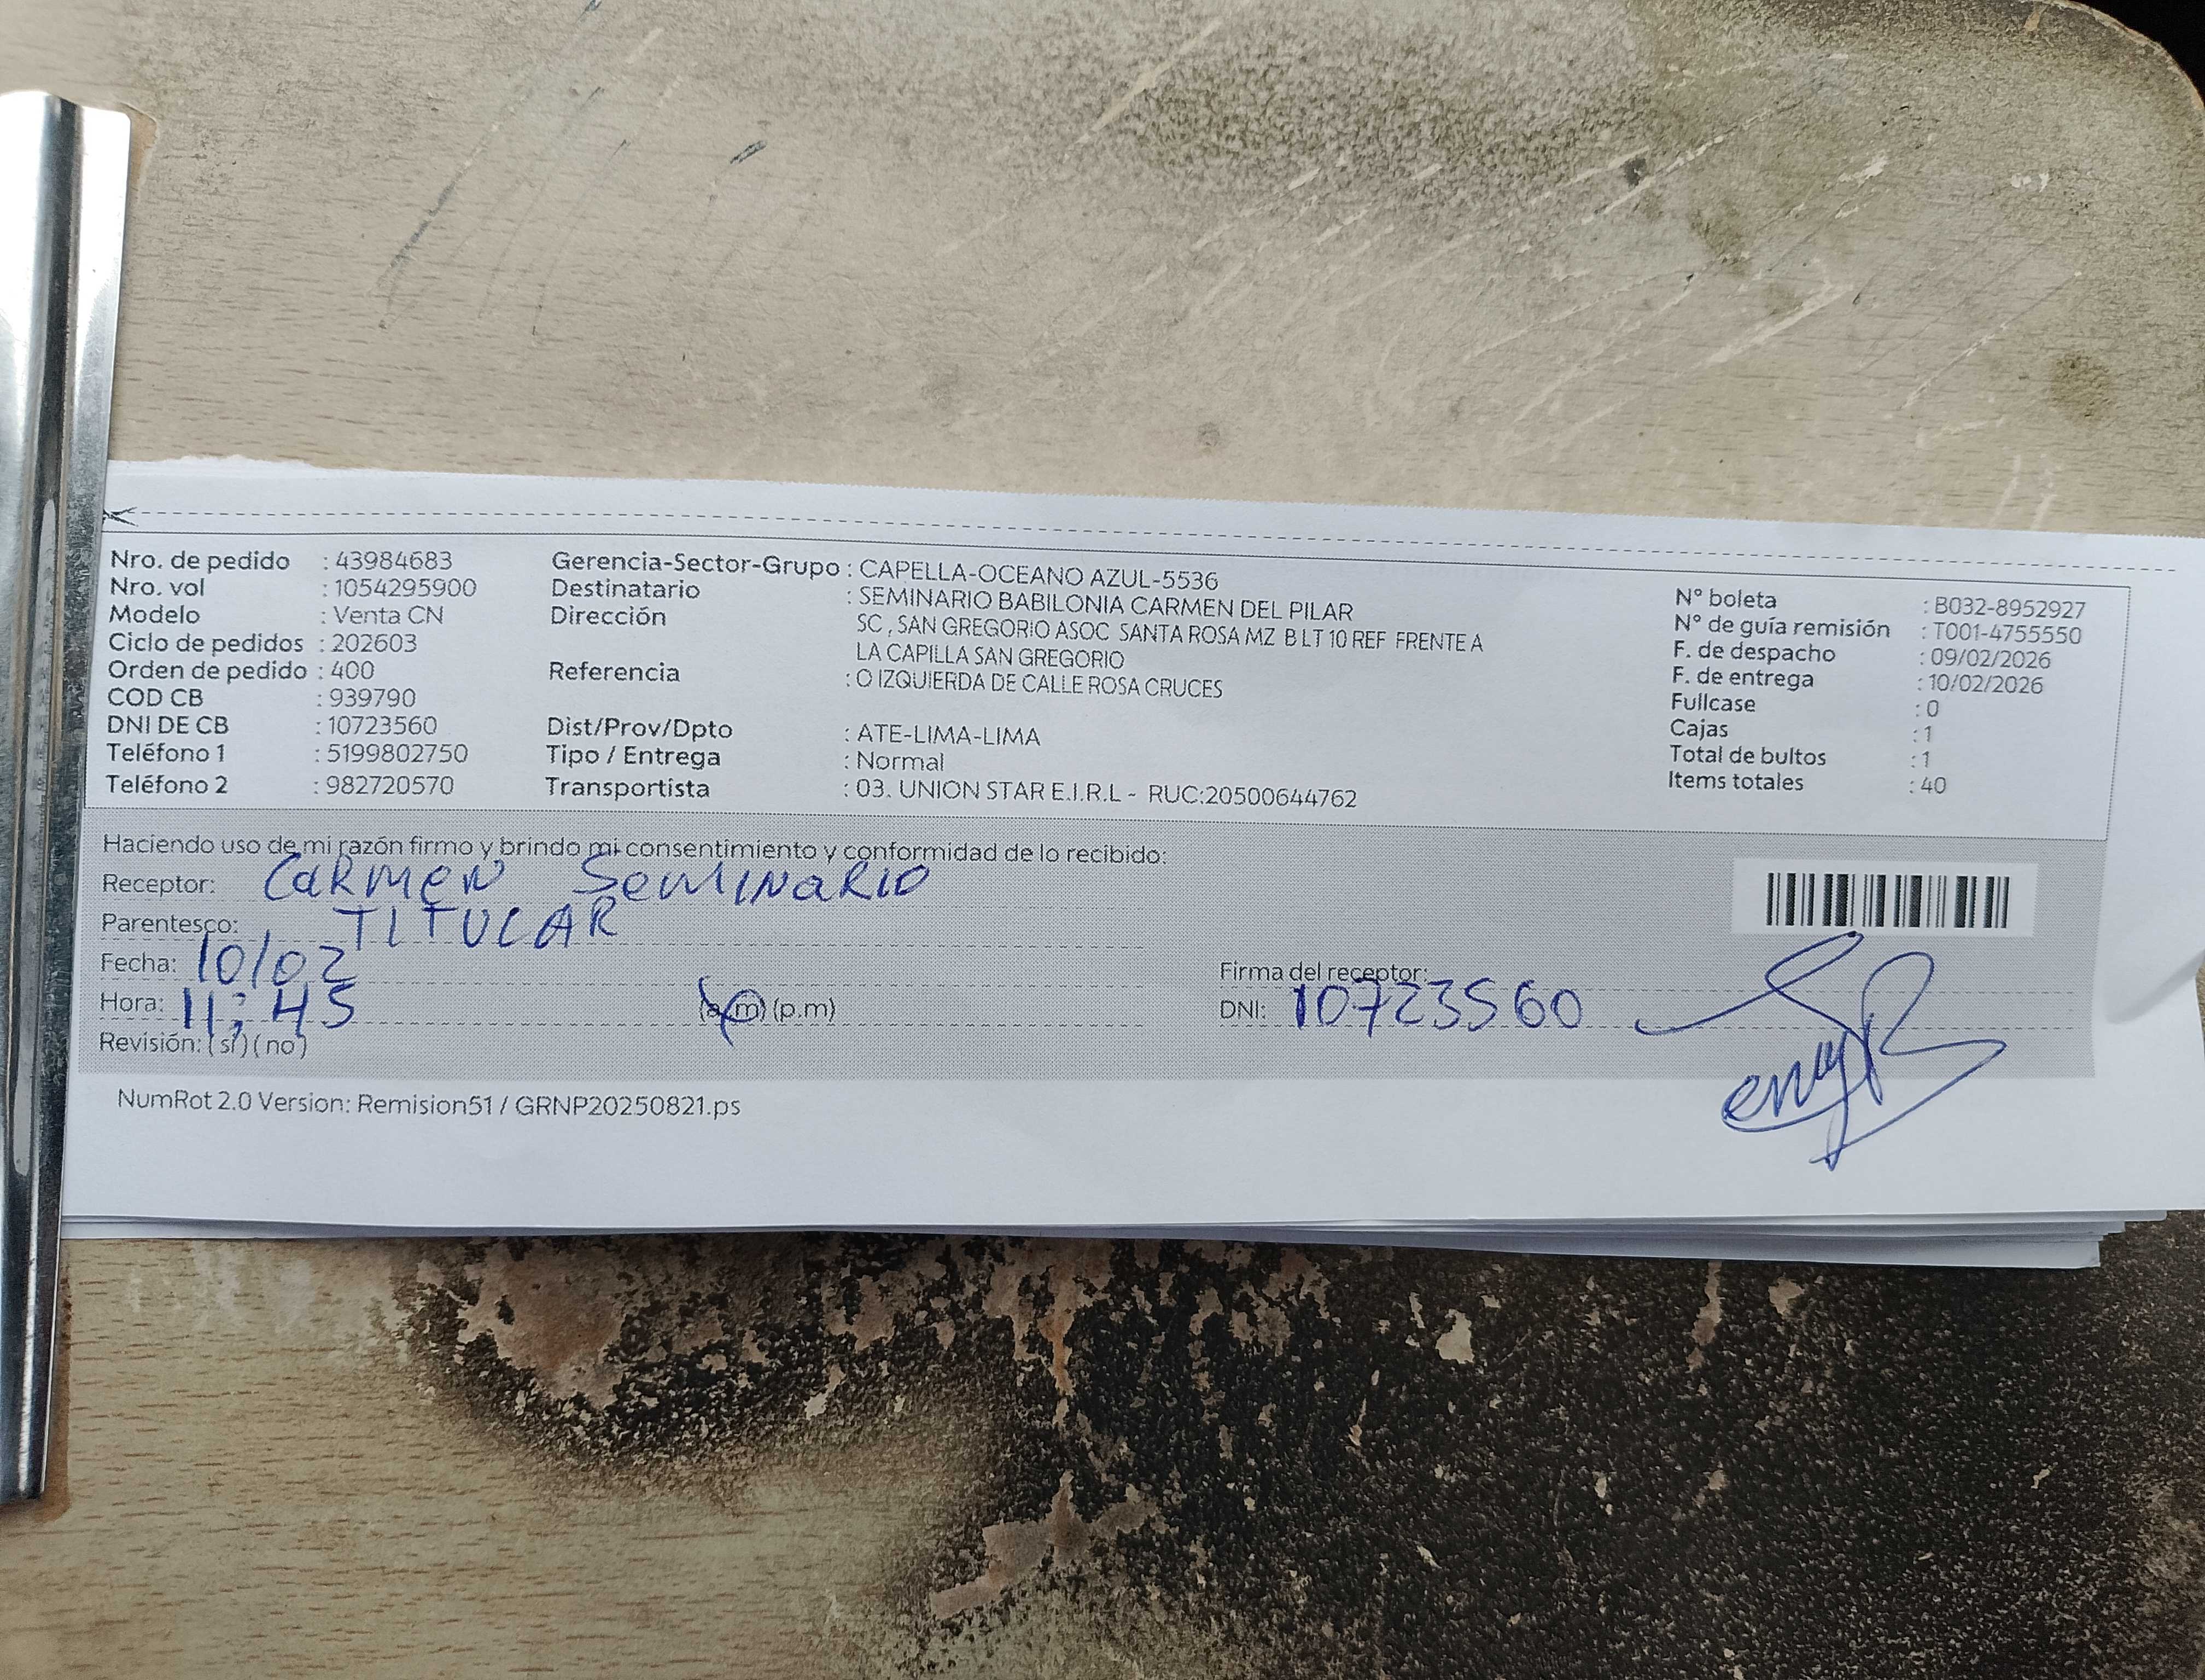 Nro. de pedido : 43984683
Nro. vol : 1054295900
Modelo : Venta CN
Ciclo de pedidos : 202603
Orden de pedido : 400
COD CB : 939790
DNI DE CB : 10723560
Teléfono 1 : 5199802750
Teléfono 2 : 982720570
Gerencia-Sector-Grupo : CAPELLA-OCEANO AZUL-5536
Destinatario : SEMINARIO BABILONIA CARMEN DEL PILAR
Dirección SC , SAN GREGORIO ASOC SANTA ROSA MZ B LT 10 REF FRENTE A
LA CAPILLA SAN GREGORIO
Referencia : O IZQUIERDA DE CALLE ROSA CRUCES
Dist/Prov/Dpto : ATE-LIMA-LIMA
Tipo / Entrega : Normal
Transportista : 03. UNION STAR E.I.R.L - RUC:20500644762
N° boleta : B032-8952927
N° de guía remisión : T001-4755550
F. de despacho : 09/02/2026
F. de entrega : 10/02/2026
Fullcase : 0
Cajas : 1
Total de bultos : 1
Items totales : 40
Haciendo uso de mi razón firmo y brindo mi consentimiento y conformidad de lo recibido:
Receptor: CaRMeN SeMINaRIO
Parentesco: TITULAR
Fecha: 10/02
Hora: 11:45 (a.m) (p.m)
Revisión: ( sí ) ( no )
Firma del receptor:
DNI: 10723560
NumRot 2.0 Version: Remision51 / GRNP20250821.ps